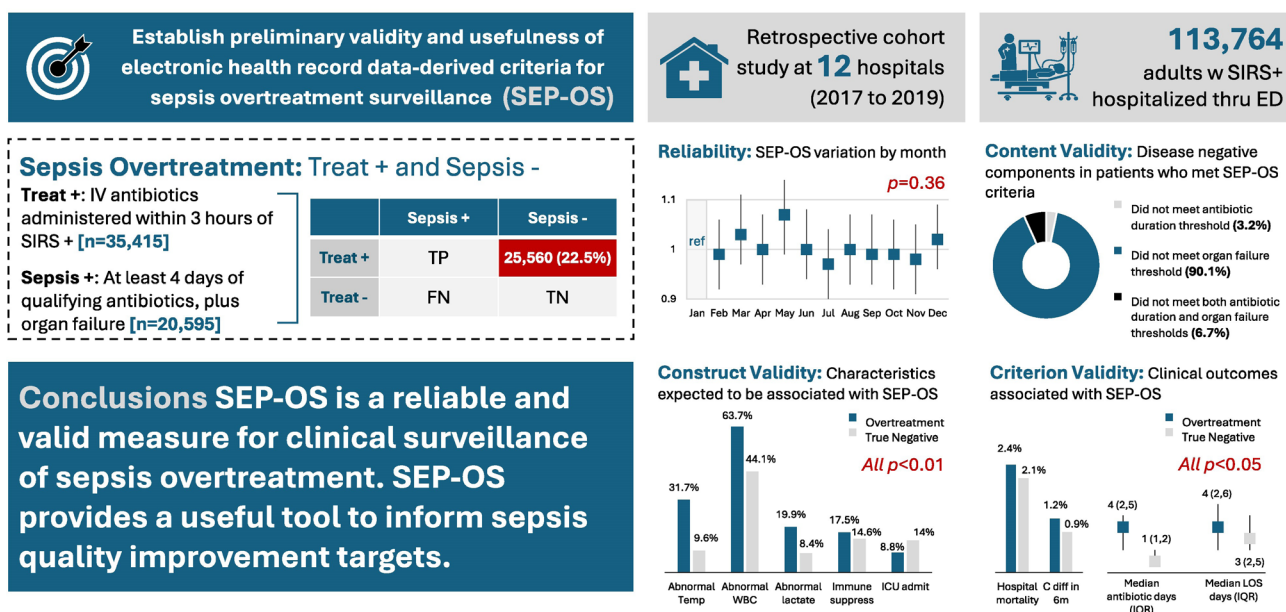 Establish preliminary validity and usefulness of
electronic health record data-derived criteria for
sepsis overtreatment surveillance (SEP-OS)
Retrospective cohort
study at 12 hospitals
(2017 to 2019)
113,764
adults w SIRS+
hospitalized thru ED
Sepsis Overtreatment: Treat + and Sepsis -
Treat +: IV antibiotics
administered within 3 hours of
SIRS + [n=35,415]
Sepsis +: At least 4 days of
qualifying antibiotics, plus
organ failure [n=20,595]
Sepsis + Sepsis -
Treat + TP 25,560 (22.5%)
Treat - FN TN
Reliability: SEP-OS variation by month
p=0.36
1.1
ref
1
0.9
Jan Feb Mar Apr May Jun Jul Aug Sep Oct Nov Dec
Content Validity: Disease negative
components in patients who met SEP-OS
criteria
Did not meet antibiotic
duration threshold (3.2%)
Did not meet organ failure
threshold (90.1%)
Did not meet both antibiotic
duration and organ failure
thresholds (6.7%)
Conclusions SEP-OS is a reliable and
valid measure for clinical surveillance
of sepsis overtreatment. SEP-OS
provides a useful tool to inform sepsis
quality improvement targets.
Construct Validity: Characteristics
expected to be associated with SEP-OS
Overtreatment
True Negative
All p<0.01
31.7%
9.6%
63.7%
44.1%
19.9%
8.4%
17.5%
14.6%
8.8%
14%
Abnormal
Temp
Abnormal
WBC
Abnormal
lactate
Immune
suppress
ICU admit
Criterion Validity: Clinical outcomes
associated with SEP-OS
Overtreatment
True Negative
All p<0.05
2.4%
2.1%
1.2%
0.9%
4 (2,5)
1 (1,2)
4 (2,6)
3 (2,5)
Hospital
mortality
C diff in
6m
Median
antibiotic days
(IQR)
Median LOS
days (IQR)